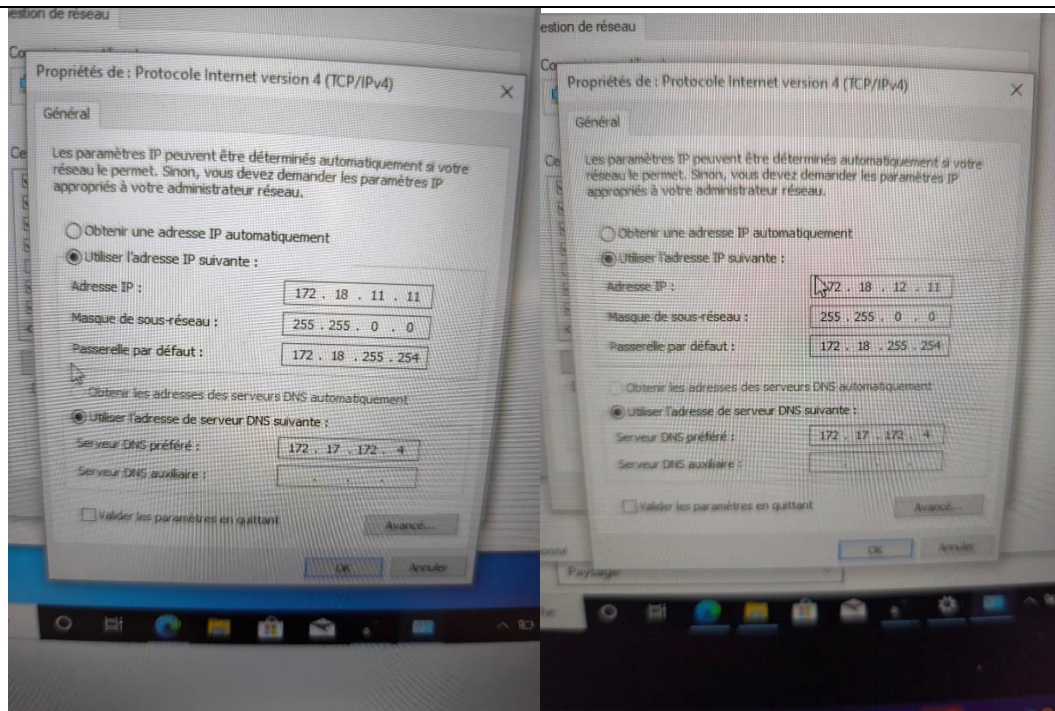 estion de réseau
Co
Propriétés de : Protocole Internet version 4 (TCP/IPv4)
Général
Ce
Les paramètres IP peuvent être déterminés automatiquement si votre
réseau le permet. Sinon, vous devez demander les paramètres IP
appropriés à votre administrateur réseau.
Obtenir une adresse IP automatiquement
Utiliser l'adresse IP suivante :
Adresse IP : 172 . 18 . 11 . 11
Masque de sous-réseau : 255 . 255 . 0 . 0
Passerelle par défaut : 172 . 18 . 255 . 254
Obtenir les adresses des serveurs DNS automatiquement
Utiliser l'adresse de serveur DNS suivante :
Serveur DNS préféré : 172 . 17 . 172 . 4
Serveur DNS auxiliaire : . . .
Valider les paramètres en quittant
Avancé...
OK Annuler
estion de réseau
Co
Propriétés de : Protocole Internet version 4 (TCP/IPv4)
Général
Ce
Les paramètres IP peuvent être déterminés automatiquement si votre
réseau le permet. Sinon, vous devez demander les paramètres IP
appropriés à votre administrateur réseau.
Obtenir une adresse IP automatiquement
Utiliser l'adresse IP suivante :
Adresse IP : 72 . 18 . 12 . 11
Masque de sous-réseau : 255 . 255 . 0 . 0
Passerelle par défaut : 172 . 18 . 255 . 254
Obtenir les adresses des serveurs DNS automatiquement
Utiliser l'adresse de serveur DNS suivante :
Serveur DNS préféré : 172 . 17 . 172 . 4
Serveur DNS auxiliaire : . . .
Valider les paramètres en quittant
Avancé...
OK Annuler
onné
Paysage
he